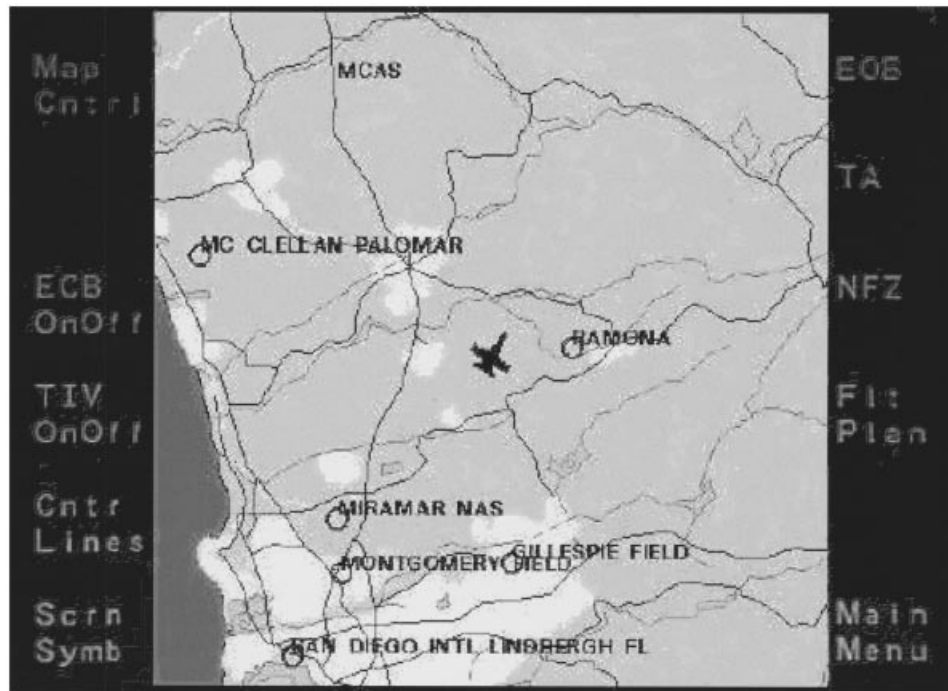 Map
Cntrl
ECB
OnOff
TIV
OnOff
Cntr
Lines
Scrn
Symb
MCAS
MC CLELLAN PALOMAR
RAMONA
MIRAMAR NAS
GILLESPIE FIELD
MONTGOMERY FIELD
SAN DIEGO INTL LINDBERGH FL
EOB
TA
NFZ
Flt
Plan
Main
Menu